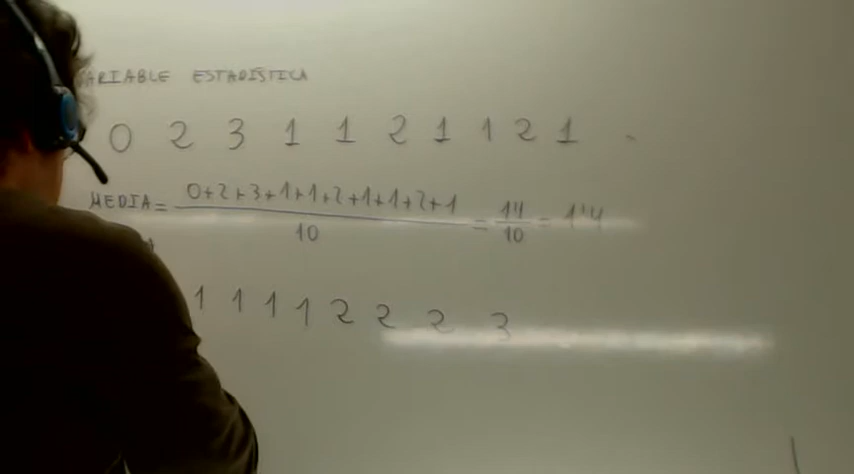 ARIABLE ESTADÍSTICA
0 2 3 1 1 2 1 1 2 1
MEDIA = 0+2+3+1+1+2+1+1+2+1 / 10 = 14 / 10 = 1'4
1 1 1 1 2 2 2 3